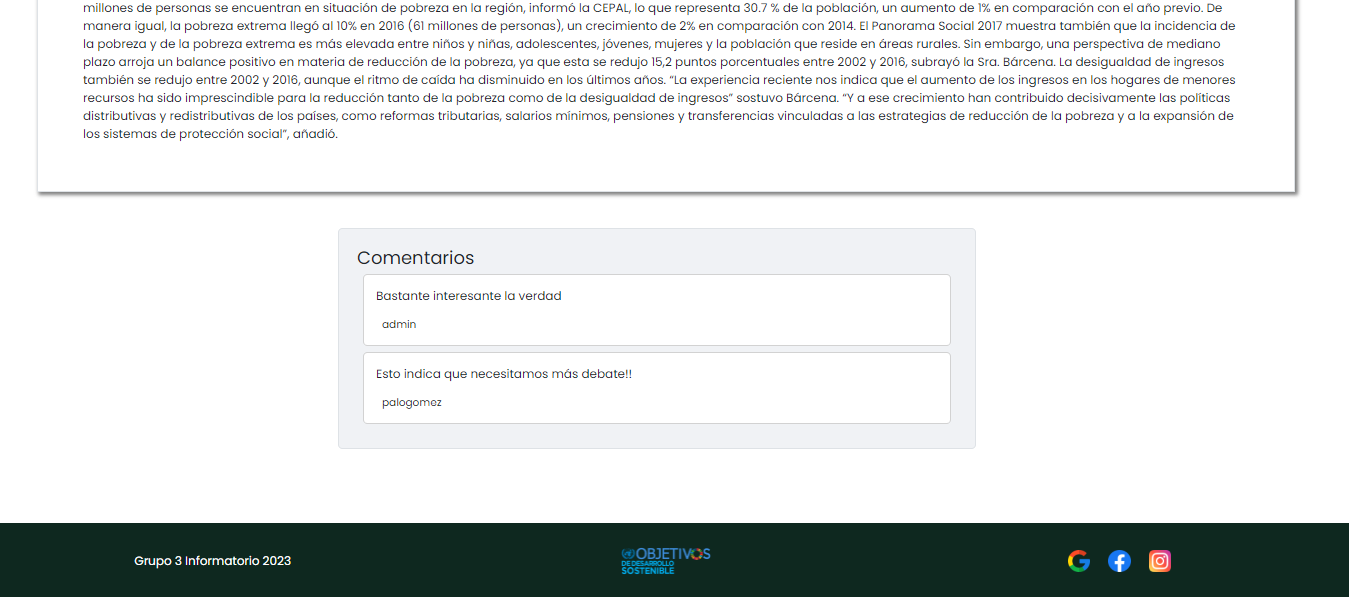 millones de personas se encuentran en situación de pobreza en la región, informó la CEPAL, lo que representa 30.7 % de la población, un aumento de 1% en comparación con el año previo. De
manera igual, la pobreza extrema llegó al 10% en 2016 (61 millones de personas), un crecimiento de 2% en comparación con 2014. El Panorama Social 2017 muestra también que la incidencia de
la pobreza y de la pobreza extrema es más elevada entre niños y niñas, adolescentes, jóvenes, mujeres y la población que reside en áreas rurales. Sin embargo, una perspectiva de mediano
plazo arroja un balance positivo en materia de reducción de la pobreza, ya que esta se redujo 15,2 puntos porcentuales entre 2002 y 2016, subrayó la Sra. Bárcena. La desigualdad de ingresos
también se redujo entre 2002 y 2016, aunque el ritmo de caída ha disminuido en los últimos años. “La experiencia reciente nos indica que el aumento de los ingresos en los hogares de menores
recursos ha sido imprescindible para la reducción tanto de la pobreza como de la desigualdad de ingresos” sostuvo Bárcena. “Y a ese crecimiento han contribuido decisivamente las políticas
distributivas y redistributivas de los países, como reformas tributarias, salarios mínimos, pensiones y transferencias vinculadas a las estrategias de reducción de la pobreza y a la expansión de
los sistemas de protección social”, añadió.
Comentarios
Bastante interesante la verdad
admin
Esto indica que necesitamos más debate!!
palogomez
Grupo 3 Informatorio 2023
OBJETIVOS
DE DESARROLLO
SOSTENIBLE